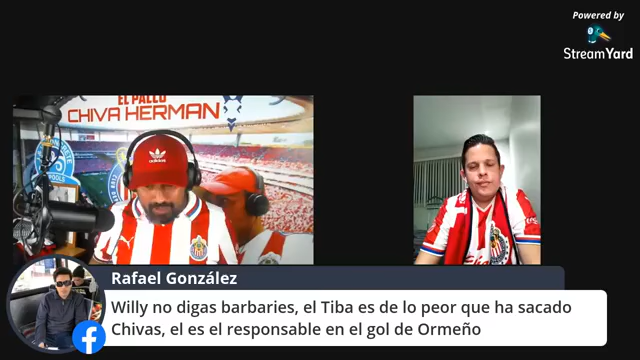 Powered by
StreamYard
EL PALCO
CHIVA HERMAN
adidas
Rafael González
Willy no digas barbaries, el Tiba es de lo peor que ha sacado
Chivas, el es el responsable en el gol de Ormeño